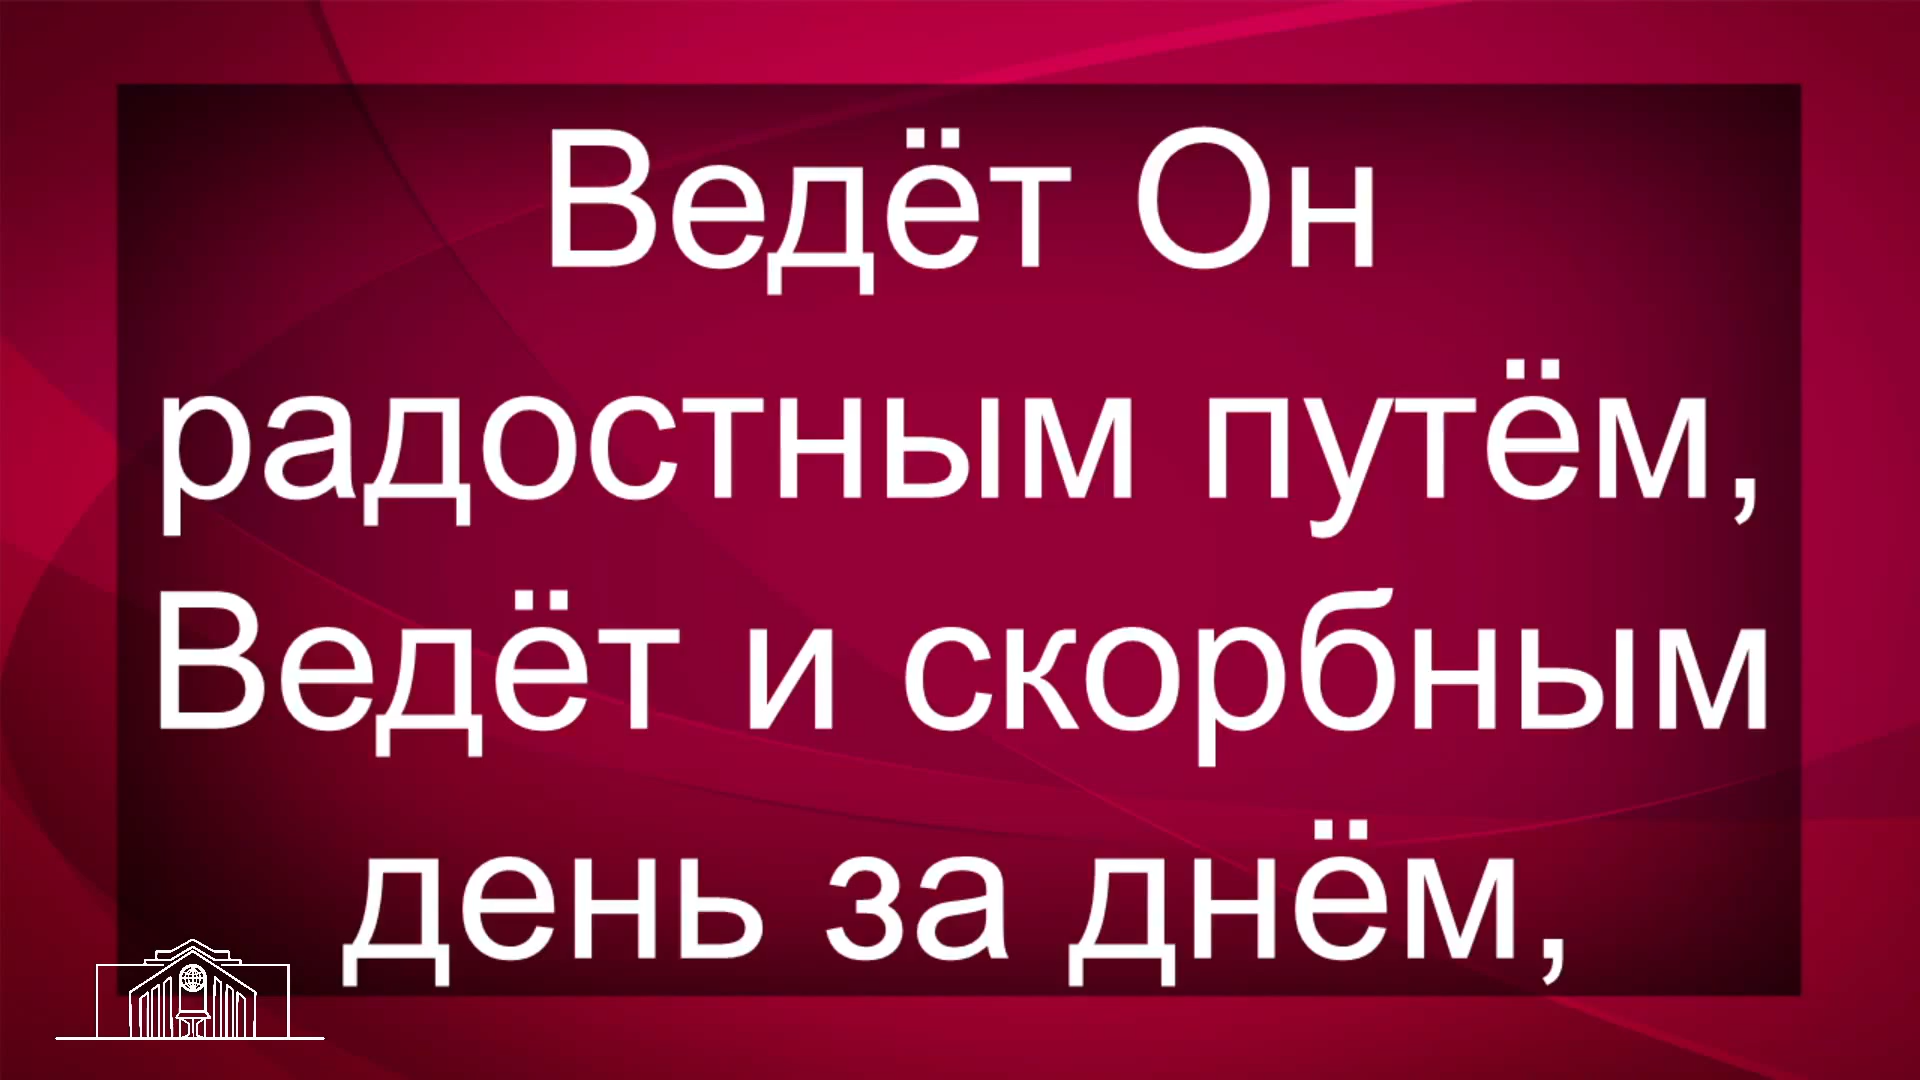 Ведёт Он
радостным путём,
Ведёт и скорбным
день за днём,